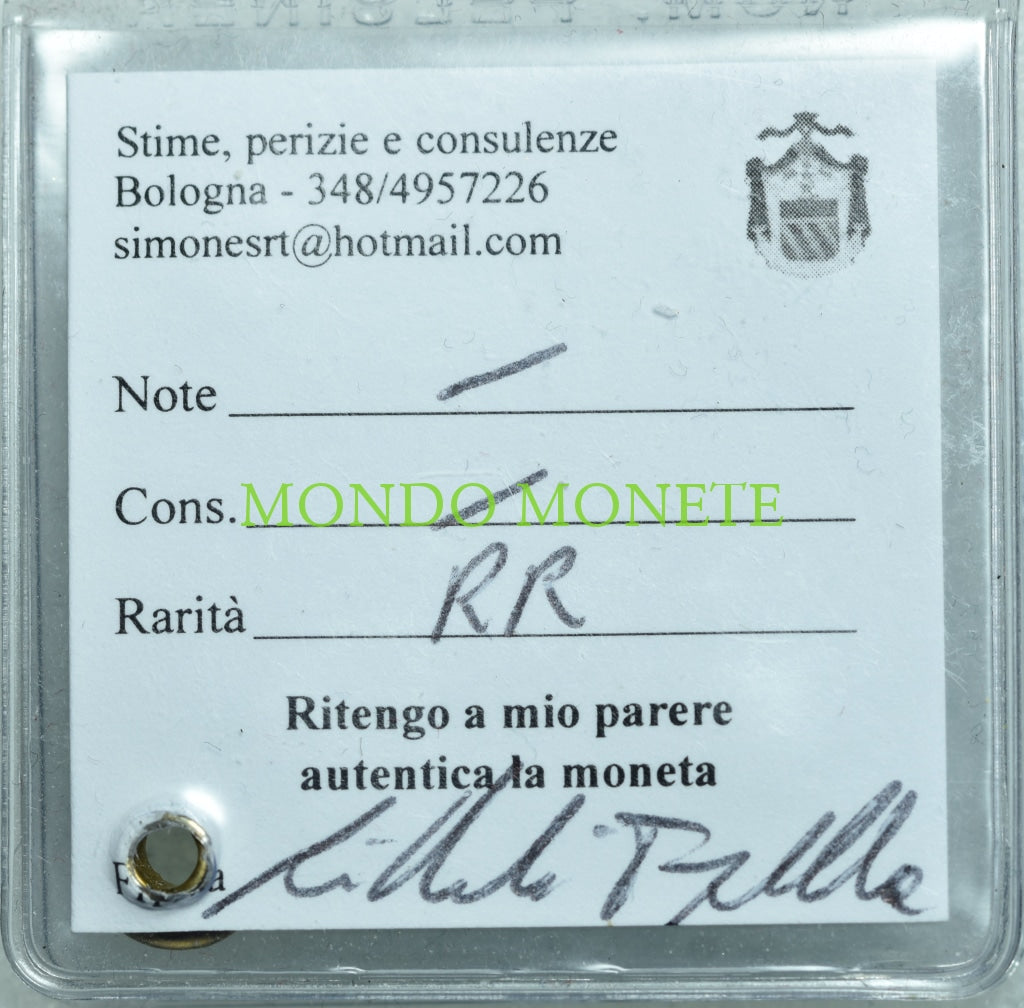 Stime, perizie e consulenze
Bologna - 348/4957226
simonesrt@hotmail.com
Note
Cons.
MONDO MONETE
Rarità RR
Ritengo a mio parere
autentica la moneta